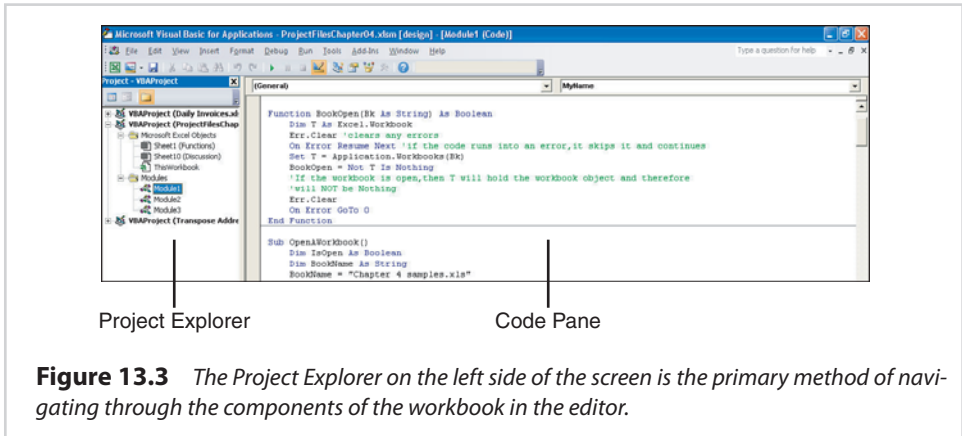 Microsoft Visual Basic for Applications - ProjectFilesChapter04.xlsm [design] - [Module1 (Code)]
File Edit View Insert Format Debug Run Tools Add-Ins Window Help
Type a question for help
Project - VBAProject
(General)
MyName
VBAProject (Daily Invoices.xl
VBAProject (ProjectFilesChap
Microsoft Excel Objects
Sheet1 (Functions)
Sheet10 (Discussion)
ThisWorkbook
Modules
Module1
Module2
Module3
VBAProject (Transpose Addre
Function BookOpen(Bk As String) As Boolean
Dim T As Excel.Workbook
Err.Clear 'clears any errors
On Error Resume Next 'if the code runs into an error,it skips it and continues
Set T = Application.Workbooks(Bk)
BookOpen = Not T Is Nothing
'If the workbook is open,then T will hold the workbook object and therefore
'will NOT be Nothing
Err.Clear
On Error GoTo 0
End Function
Sub OpenAWorkbook()
Dim IsOpen As Boolean
Dim BookName As String
BookName = "Chapter 4 samples.xls"
Project Explorer
Code Pane
Figure 13.3 The Project Explorer on the left side of the screen is the primary method of navi-
gating through the components of the workbook in the editor.